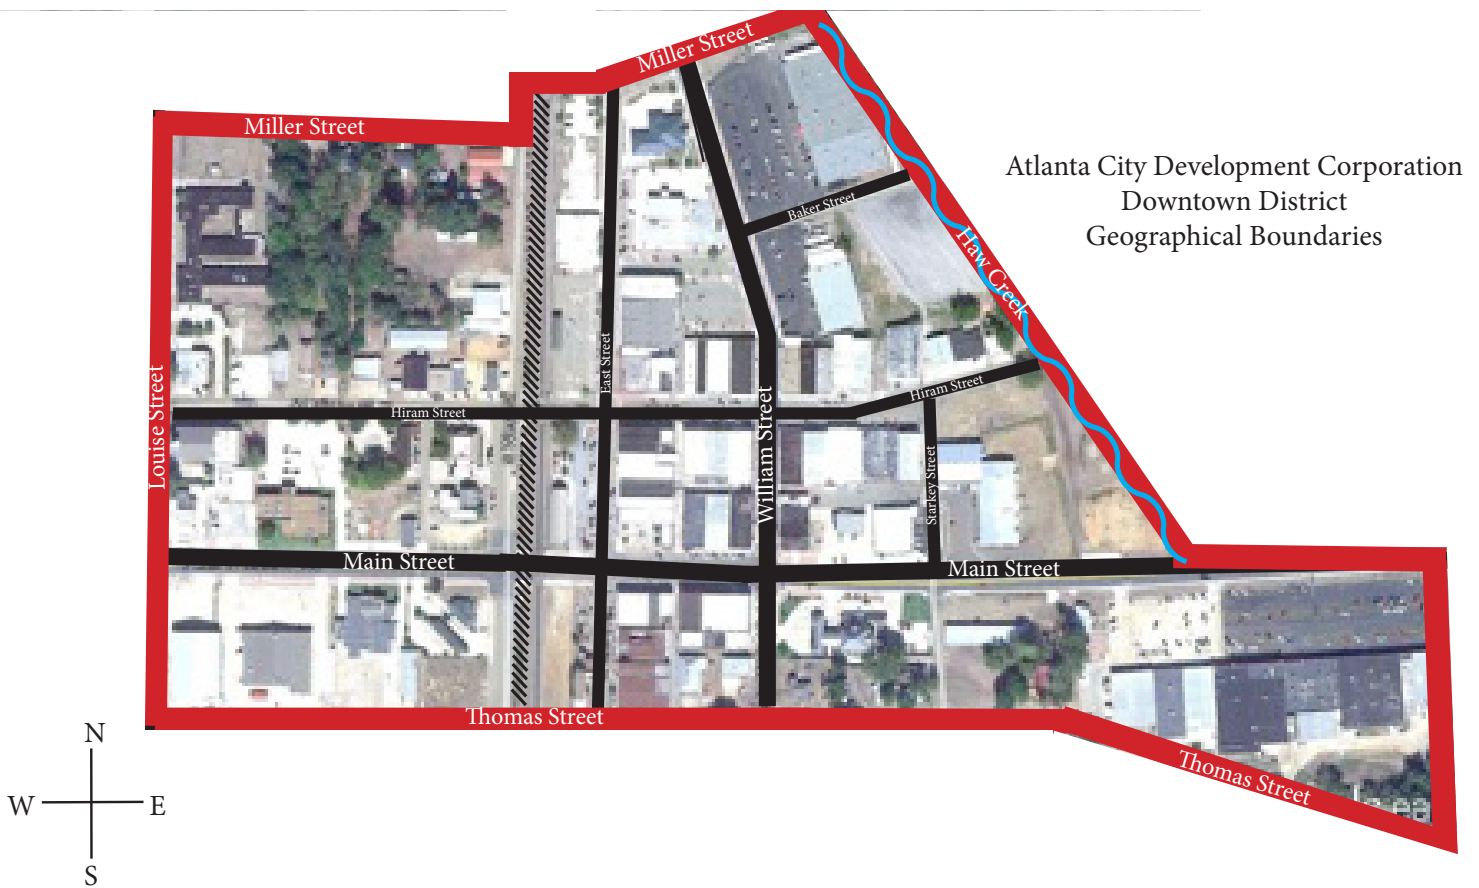 Miller Street
Miller Street
Atlanta City Development Corporation
Downtown District
Geographical Boundaries
Baker Street
Haw Creek
East Street
Louise Street
Hiram Street
Hiram Street
William Street
Starkey Street
Main Street
Main Street
Thomas Street
Thomas Street
N
W
E
S